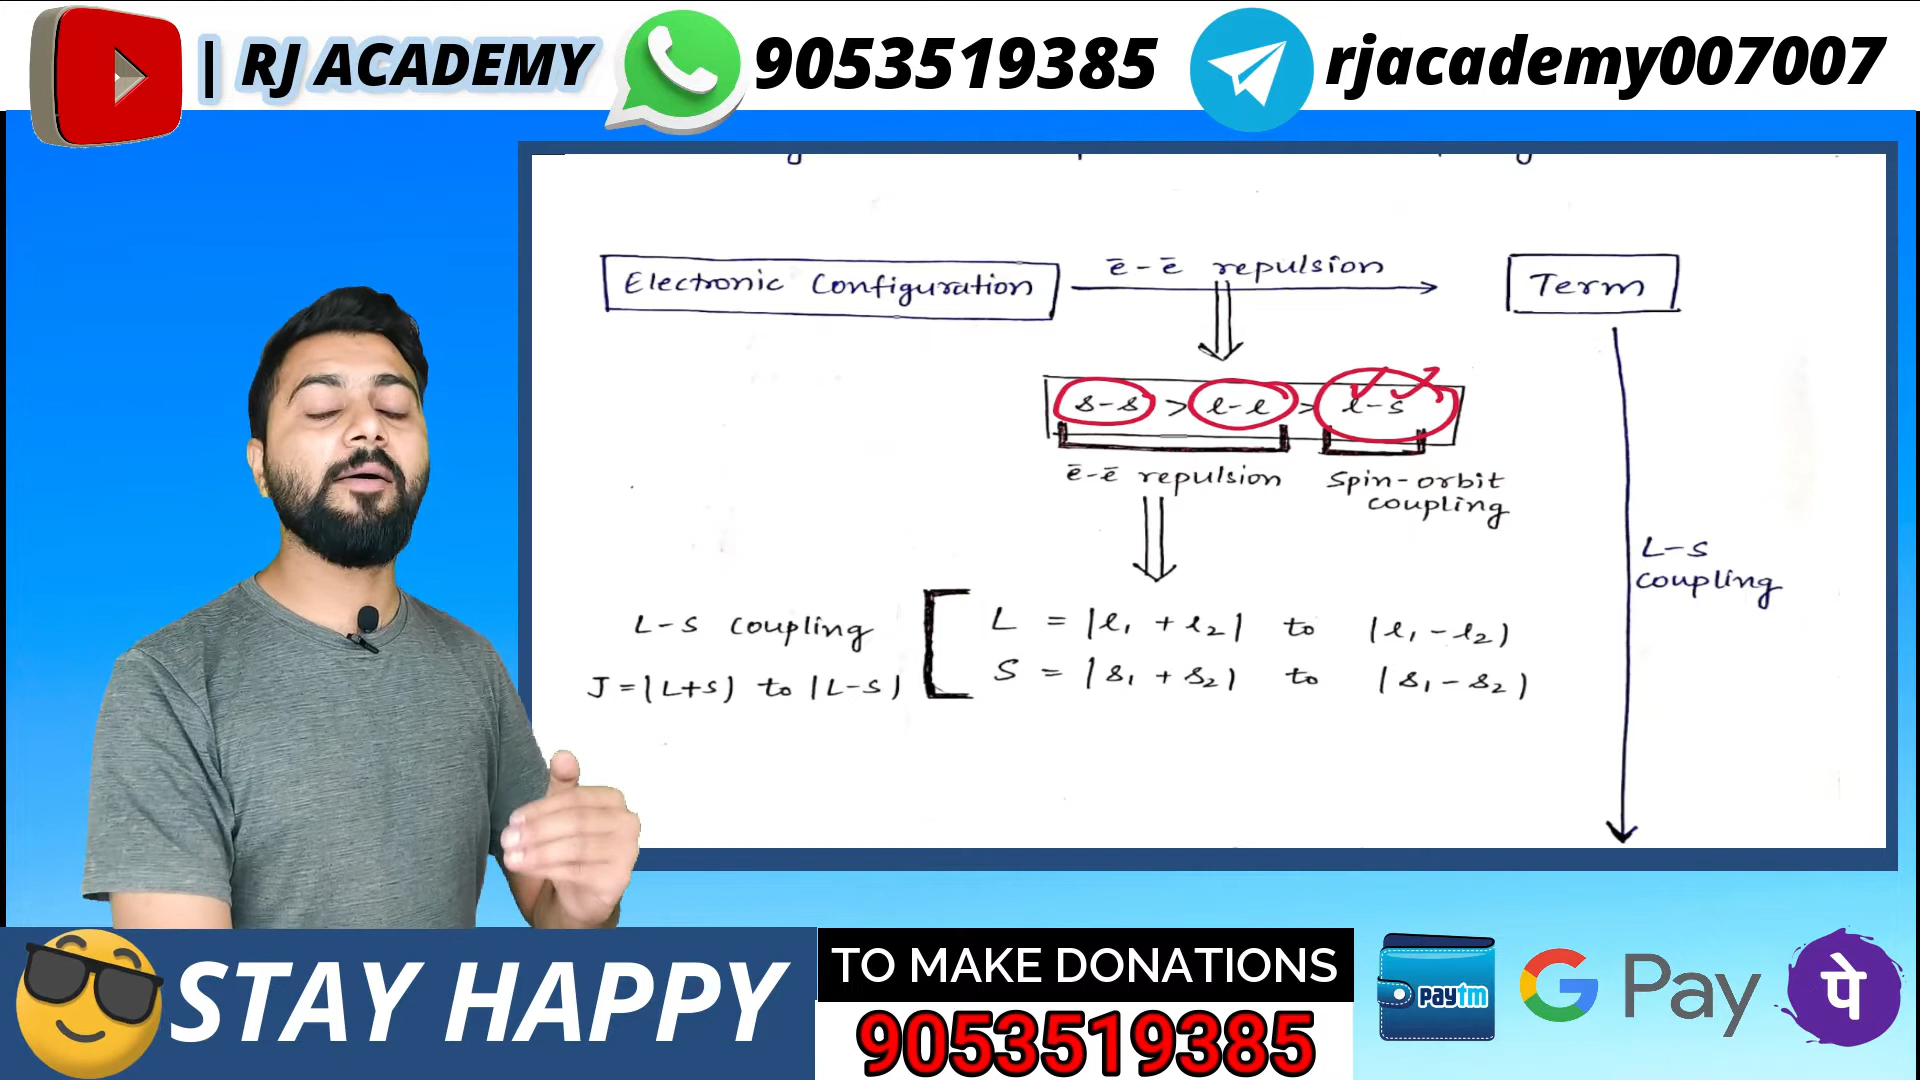 | RJ ACADEMY
9053519385
rjacademy007007
Electronic Configuration
ē-ē repulsion
Term
s-s > l-l > l-s
ē-ē repulsion
Spin-orbit
coupling
L-S
coupling
L-S coupling
J = |L+S| to |L-S|
L = |l₁ + l₂| to |l₁ - l₂|
S = |s₁ + s₂| to |s₁ - s₂|
STAY HAPPY
TO MAKE DONATIONS
9053519385
paytm
G Pay
पे